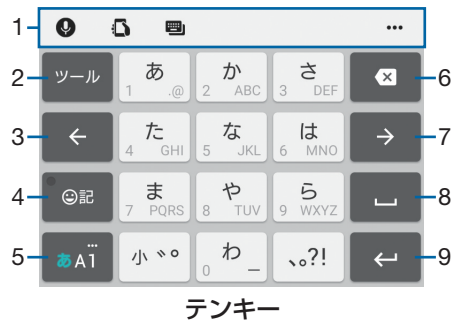 1 •••
2 ツール あ 1 .@ か 2 ABC さ 3 DEF 6
3 ← た 4 GHI な 5 JKL は 6 MNO → 7
4 記 ま 7 PQRS や 8 TUV ら 9 WXYZ 8
5 あA1 小゛゜ わ 0 ー 、。?! 9
テンキー